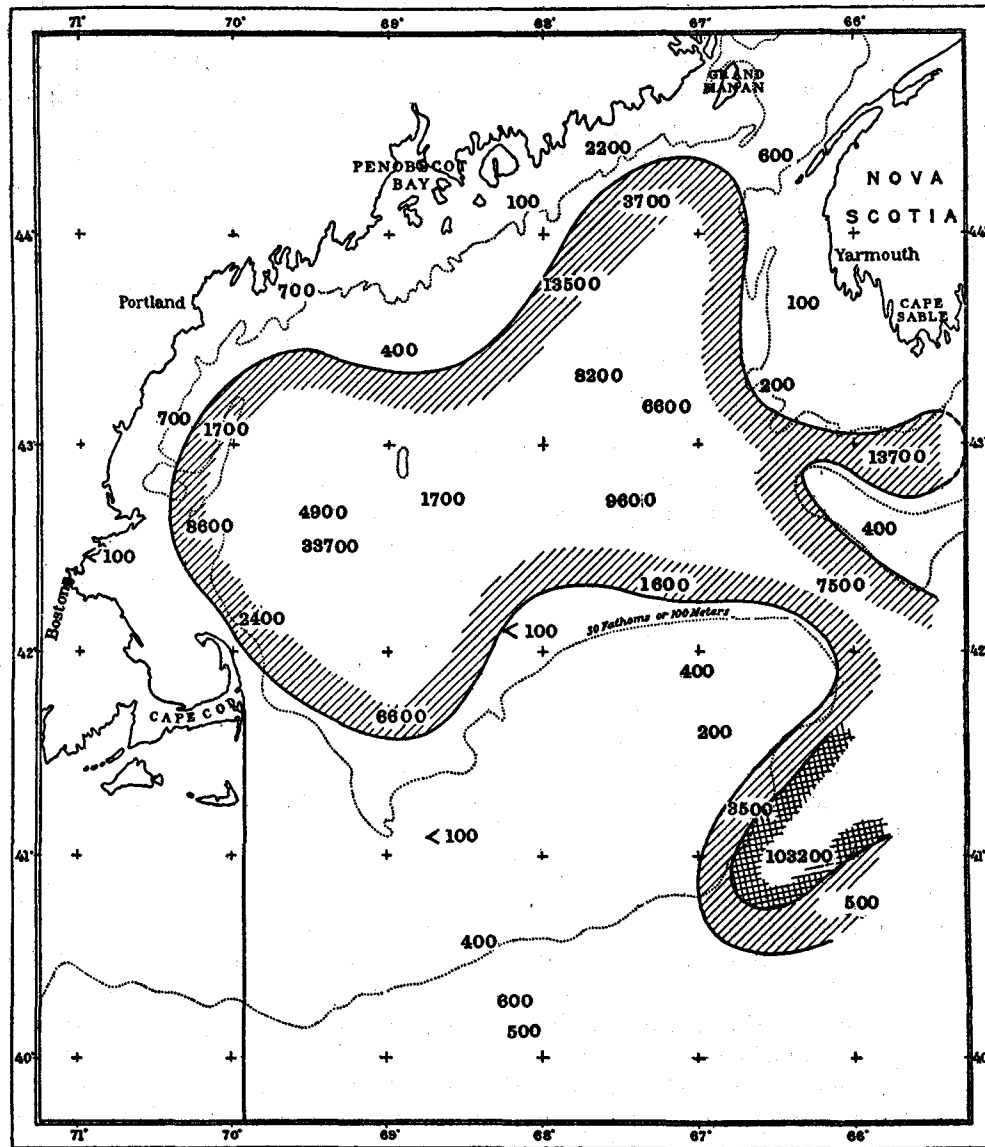 71° 70° 69° 68° 67° 66°
GRAND
MANAN
2200
600
PENOBSCOT
BAY
100
3700
NOVA
SCOTIA
44° 44°
Yarmouth
13500
700
Portland
100
CAPE
SABLE
400
8200
200
6600
700
1700
43° 43°
13700
1700
9600
4900
8600
400
33700
< 100
Boston
7500
1600
2400
50 Fathoms or 100 Meters
< 100
42° 42°
400
CAPE COD
6600
200
3500
< 100
41° 41°
103200
500
400
600
500
40° 40°
71° 70° 69° 68° 67° 66°